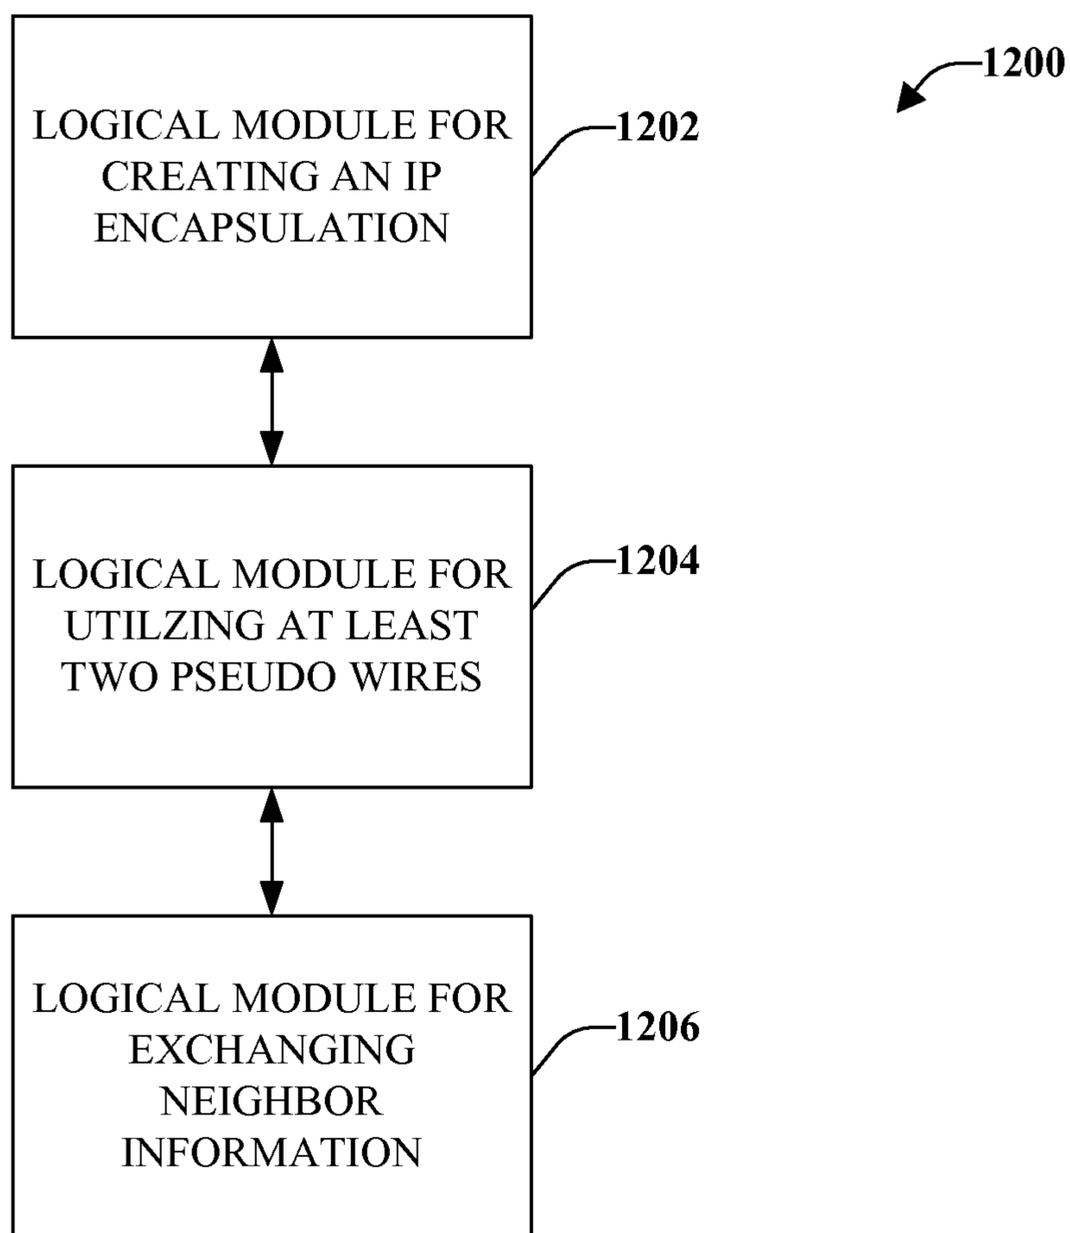 1200
LOGICAL MODULE FOR
CREATING AN IP
ENCAPSULATION
1202
LOGICAL MODULE FOR
UTILZING AT LEAST
TWO PSEUDO WIRES
1204
LOGICAL MODULE FOR
EXCHANGING
NEIGHBOR
INFORMATION
1206